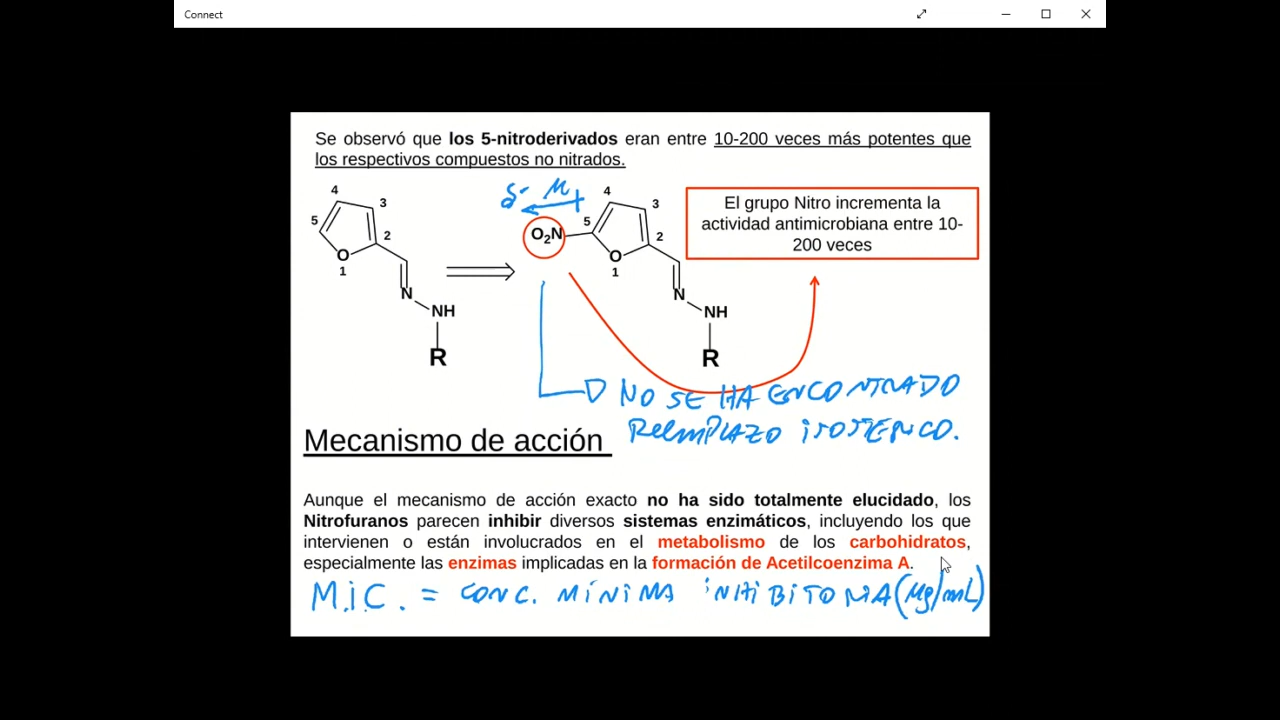 Connect
Se observó que los 5-nitroderivados eran entre 10-200 veces más potentes que
los respectivos compuestos no nitrados.
4
3
5
2
O
1
N
NH
R
δ- μ
4
3
5
O₂N
2
O
1
N
NH
R
El grupo Nitro incrementa la
actividad antimicrobiana entre 10-
200 veces
NO SE HA ENCONTRADO
REEMPLAZO ISOSTERICO.
Mecanismo de acción
Aunque el mecanismo de acción exacto no ha sido totalmente elucidado, los
Nitrofuranos parecen inhibir diversos sistemas enzimáticos, incluyendo los que
intervienen o están involucrados en el metabolismo de los carbohidratos,
especialmente las enzimas implicadas en la formación de Acetilcoenzima A.
M.i.C. = CONC. MÍNIMA INHIBITORIA (μg/mL)